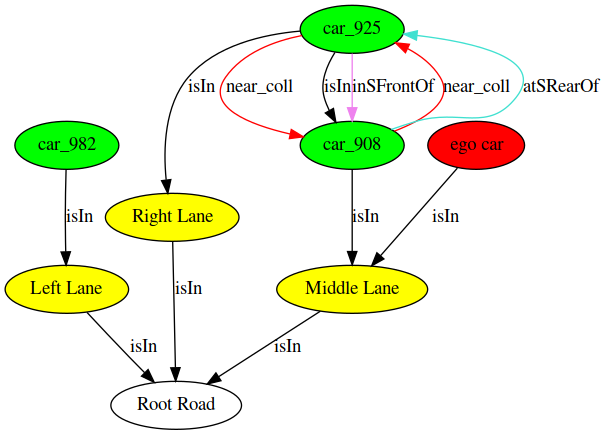 car_925
isIn
near_coll
isIn
inSFrontOf
near_coll
atSRearOf
car_982
car_908
ego car
isIn
Right Lane
isIn
isIn
Left Lane
isIn
Middle Lane
isIn
isIn
Root Road